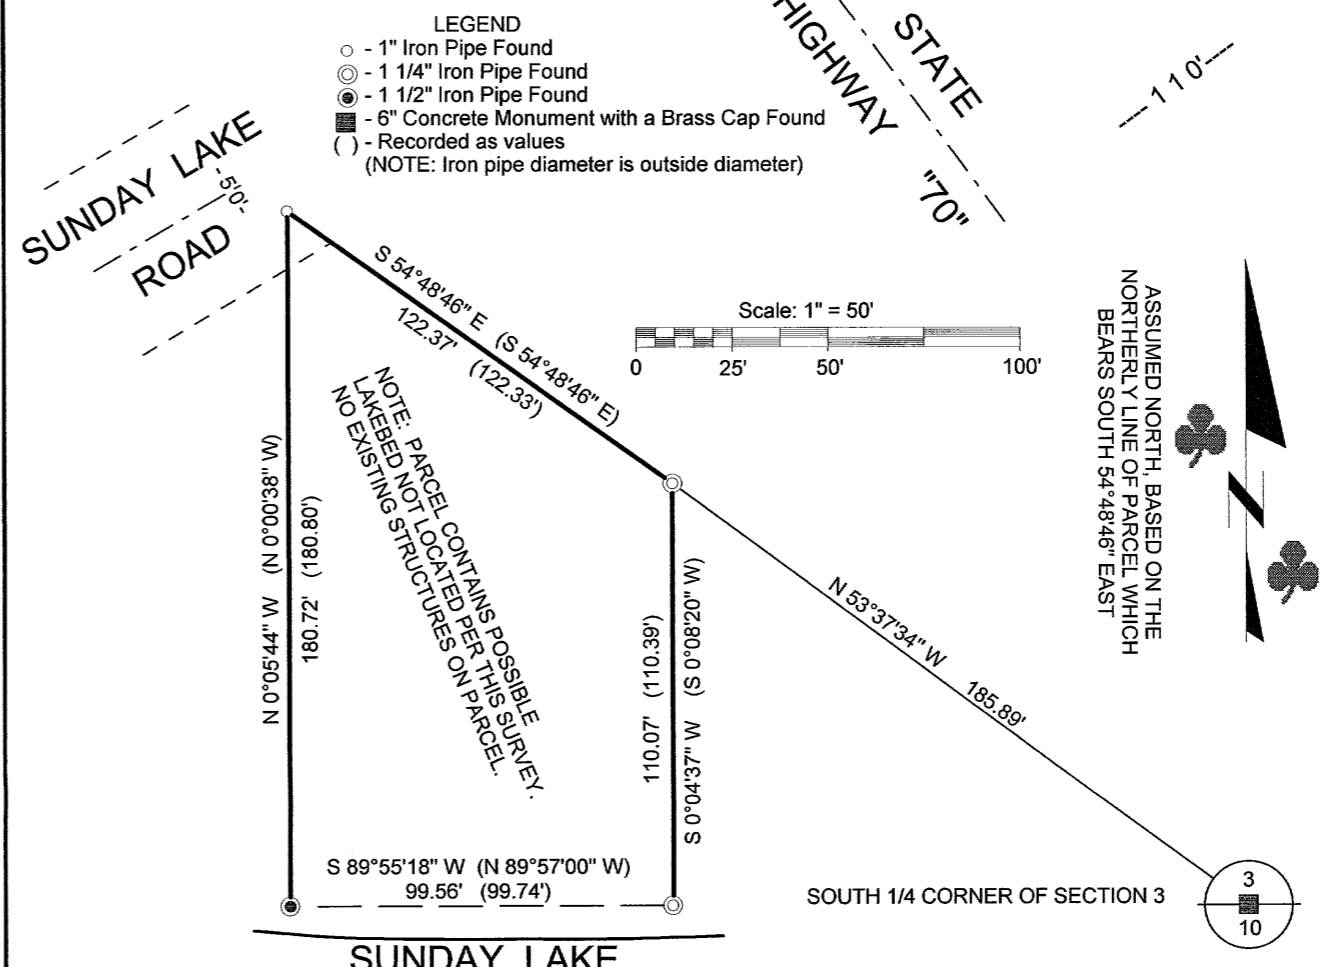 LEGEND
- 1" Iron Pipe Found
- 1 1/4" Iron Pipe Found
- 1 1/2" Iron Pipe Found
- 6" Concrete Monument with a Brass Cap Found
( ) - Recorded as values
(NOTE: Iron pipe diameter is outside diameter)
STATE
HIGHWAY "70"
110'
SUNDAY LAKE
50'
ROAD
S 54°48'46" E (S 54°48'46" E)
122.37' (122.33')
Scale: 1" = 50'
0 25' 50' 100'
ASSUMED NORTH, BASED ON THE
NORTHERLY LINE OF PARCEL WHICH
BEARS SOUTH 54°48'46" EAST
N
NOTE: PARCEL CONTAINS POSSIBLE
LAKEBED NOT LOCATED PER THIS SURVEY.
NO EXISTING STRUCTURES ON PARCEL.
N 0°05'44" W (N 0°00'38" W)
180.72' (180.80')
110.07' (110.39')
S 0°04'37" W (S 0°08'20" W)
N 53°37'34" W
185.89'
S 89°55'18" W (N 89°57'00" W)
99.56' (99.74')
SOUTH 1/4 CORNER OF SECTION 3
3
10
SUNDAY LAKE